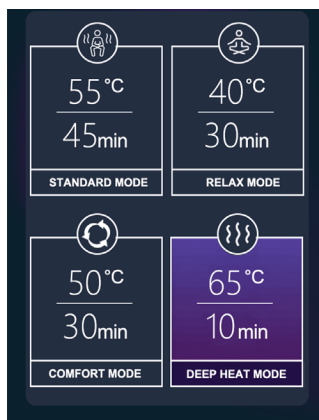 55°C
45min
STANDARD MODE
40°C
30min
RELAX MODE
50°C
30min
COMFORT MODE
65°C
10min
DEEP HEAT MODE